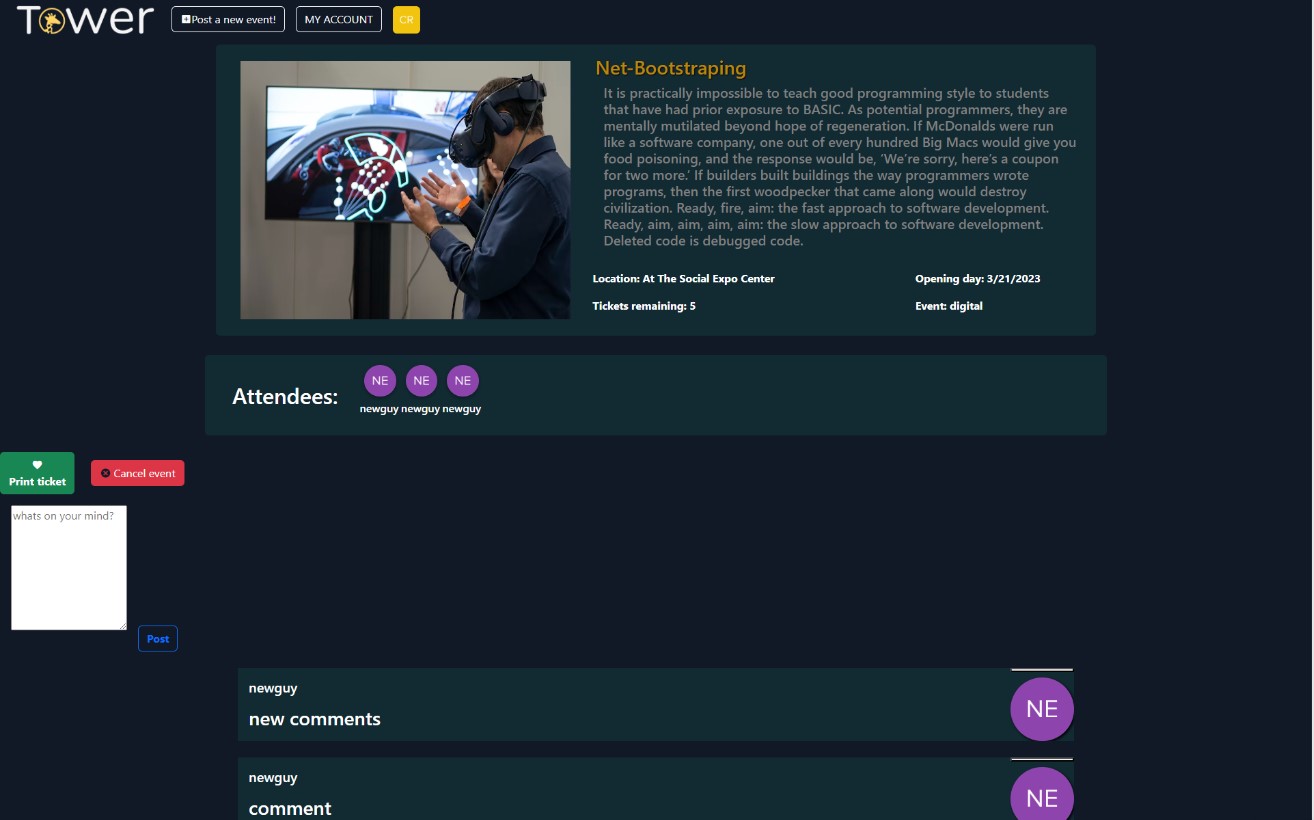 Tower
Post a new event!
MY ACCOUNT
CR
Net-Bootstraping
It is practically impossible to teach good programming style to students
that have had prior exposure to BASIC. As potential programmers, they are
mentally mutilated beyond hope of regeneration. If McDonalds were run
like a software company, one out of every hundred Big Macs would give you
food poisoning, and the response would be, ‘We’re sorry, here’s a coupon
for two more.’ If builders built buildings the way programmers wrote
programs, then the first woodpecker that came along would destroy
civilization. Ready, fire, aim: the fast approach to software development.
Ready, aim, aim, aim, aim: the slow approach to software development.
Deleted code is debugged code.
Location: At The Social Expo Center
Opening day: 3/21/2023
Tickets remaining: 5
Event: digital
Attendees:
NE NE NE
newguy newguy newguy
Print ticket
Cancel event
whats on your mind?
Post
newguy
new comments
NE
newguy
comment
NE